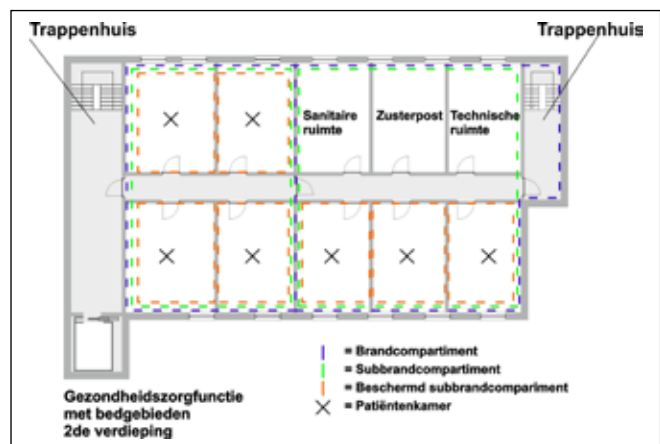 Trappenhuis
Trappenhuis
Sanitaire
ruimte
Zusterpost
Technische
ruimte
= Brandcompartiment
= Subbrandcompartiment
= Beschermd subbrandcompariment
= Patiëntenkamer
Gezondheidszorgfunctie
met bedgebieden
2de verdieping